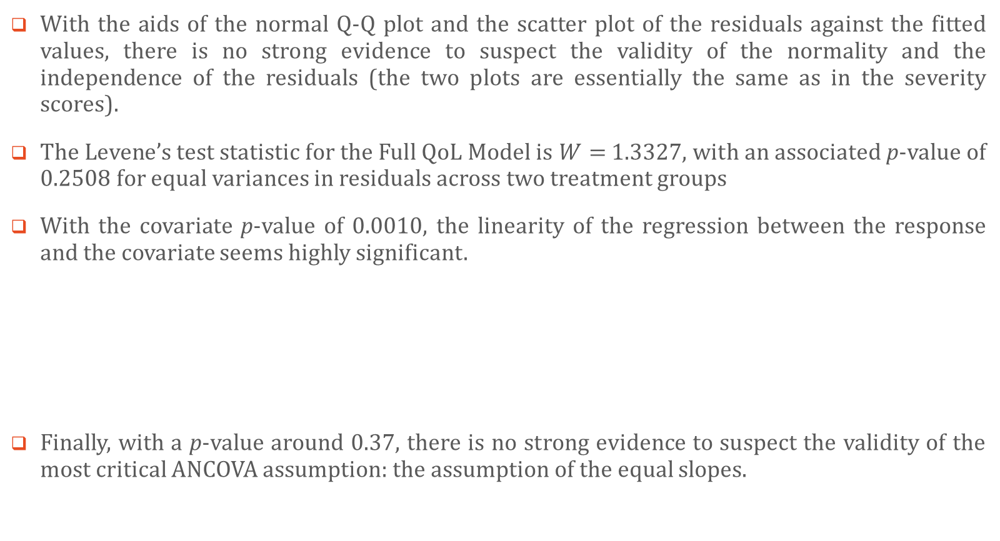 With the aids of the normal Q-Q plot and the scatter plot of the residuals against the fitted
values, there is no strong evidence to suspect the validity of the normality and the
independence of the residuals (the two plots are essentially the same as in the severity
scores).
The Levene’s test statistic for the Full QoL Model is W = 1.3327, with an associated p-value of
0.2508 for equal variances in residuals across two treatment groups
With the covariate p-value of 0.0010, the linearity of the regression between the response
and the covariate seems highly significant.
Finally, with a p-value around 0.37, there is no strong evidence to suspect the validity of the
most critical ANCOVA assumption: the assumption of the equal slopes.